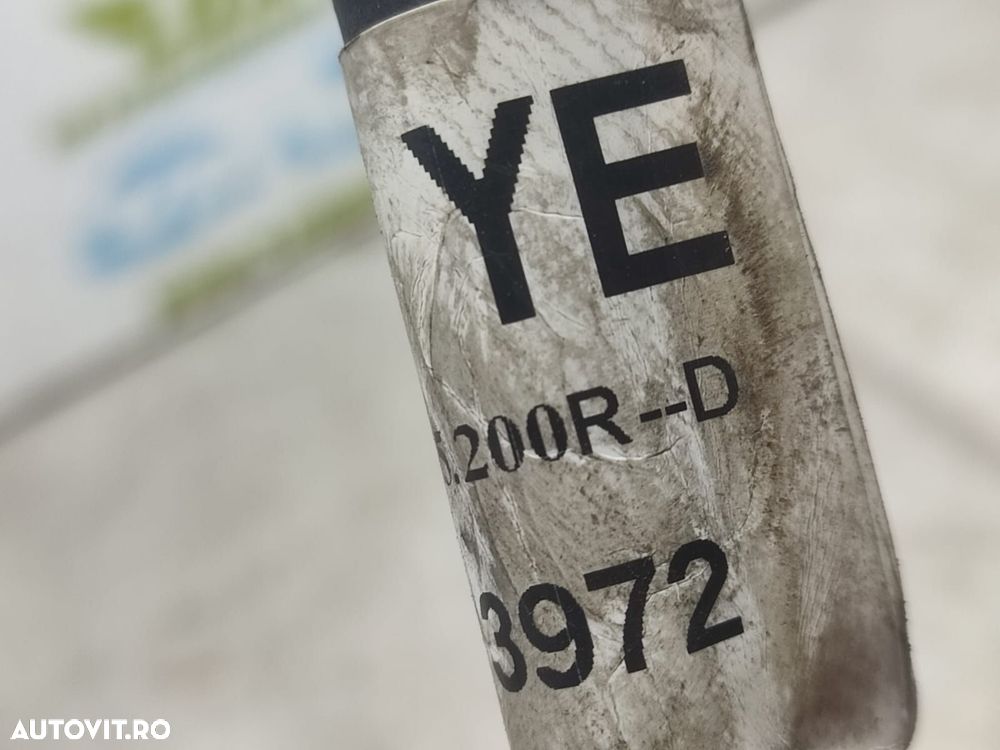 YE
.200R--D
3972
AUTOVIT.RO